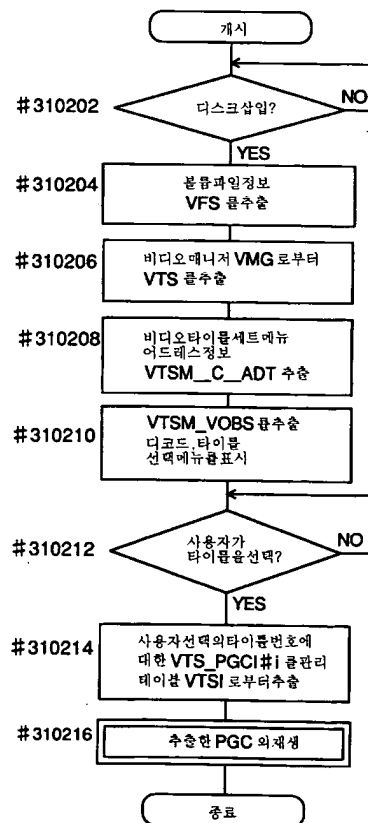 개시
#310202
디스크삽입?
NO
YES
#310204
볼륨파일정보
VFS 를추출
#310206
비디오매니저 VMG 로부터
VTS 를추출
#310208
비디오타이틀세트메뉴
어드레스정보
VTSM__C__ADT 추출
#310210
VTSM_VOBS 를추출
디코드,타이틀
선택메뉴를표시
#310212
사용자가
타이틀을선택?
NO
YES
#310214
사용자선택의타이틀번호에
대한 VTS_PGCI#i 를관리
테이블 VTSI 로부터추출
#310216
추출한 PGC 의재생
종료